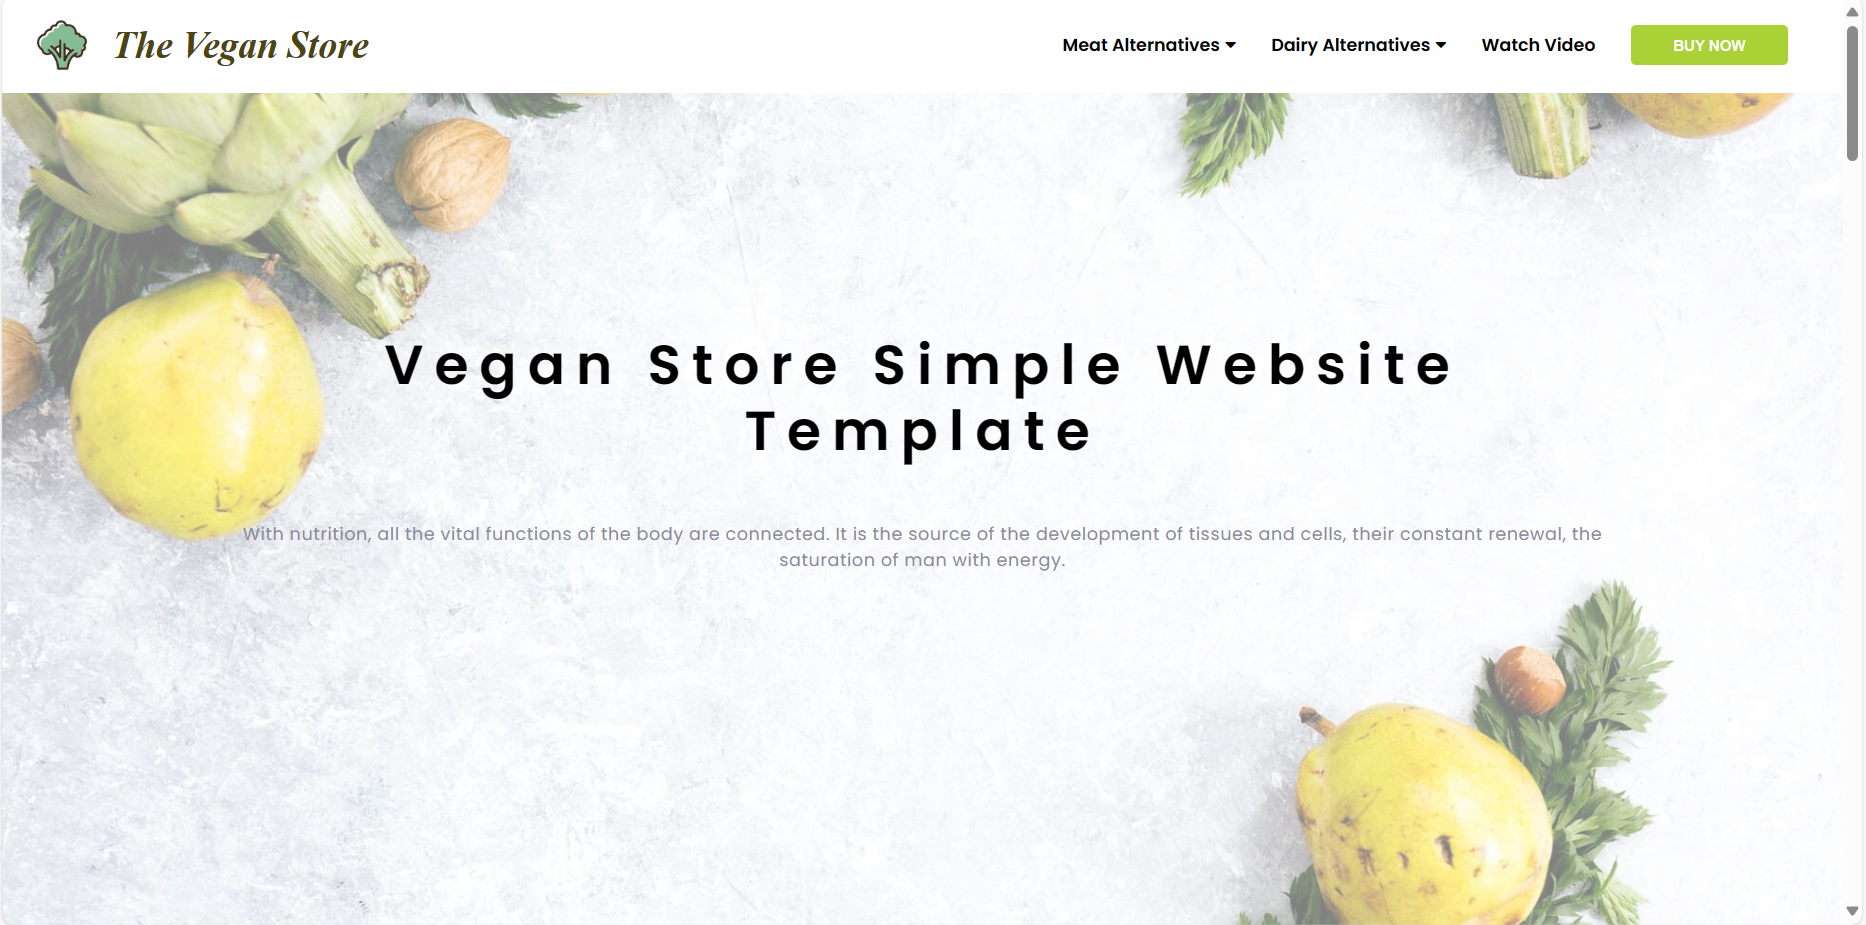 The Vegan Store
Meat Alternatives
Dairy Alternatives
Watch Video
BUY NOW
Vegan Store Simple Website
Template
With nutrition, all the vital functions of the body are connected. It is the source of the development of tissues and cells, their constant renewal, the
saturation of man with energy.